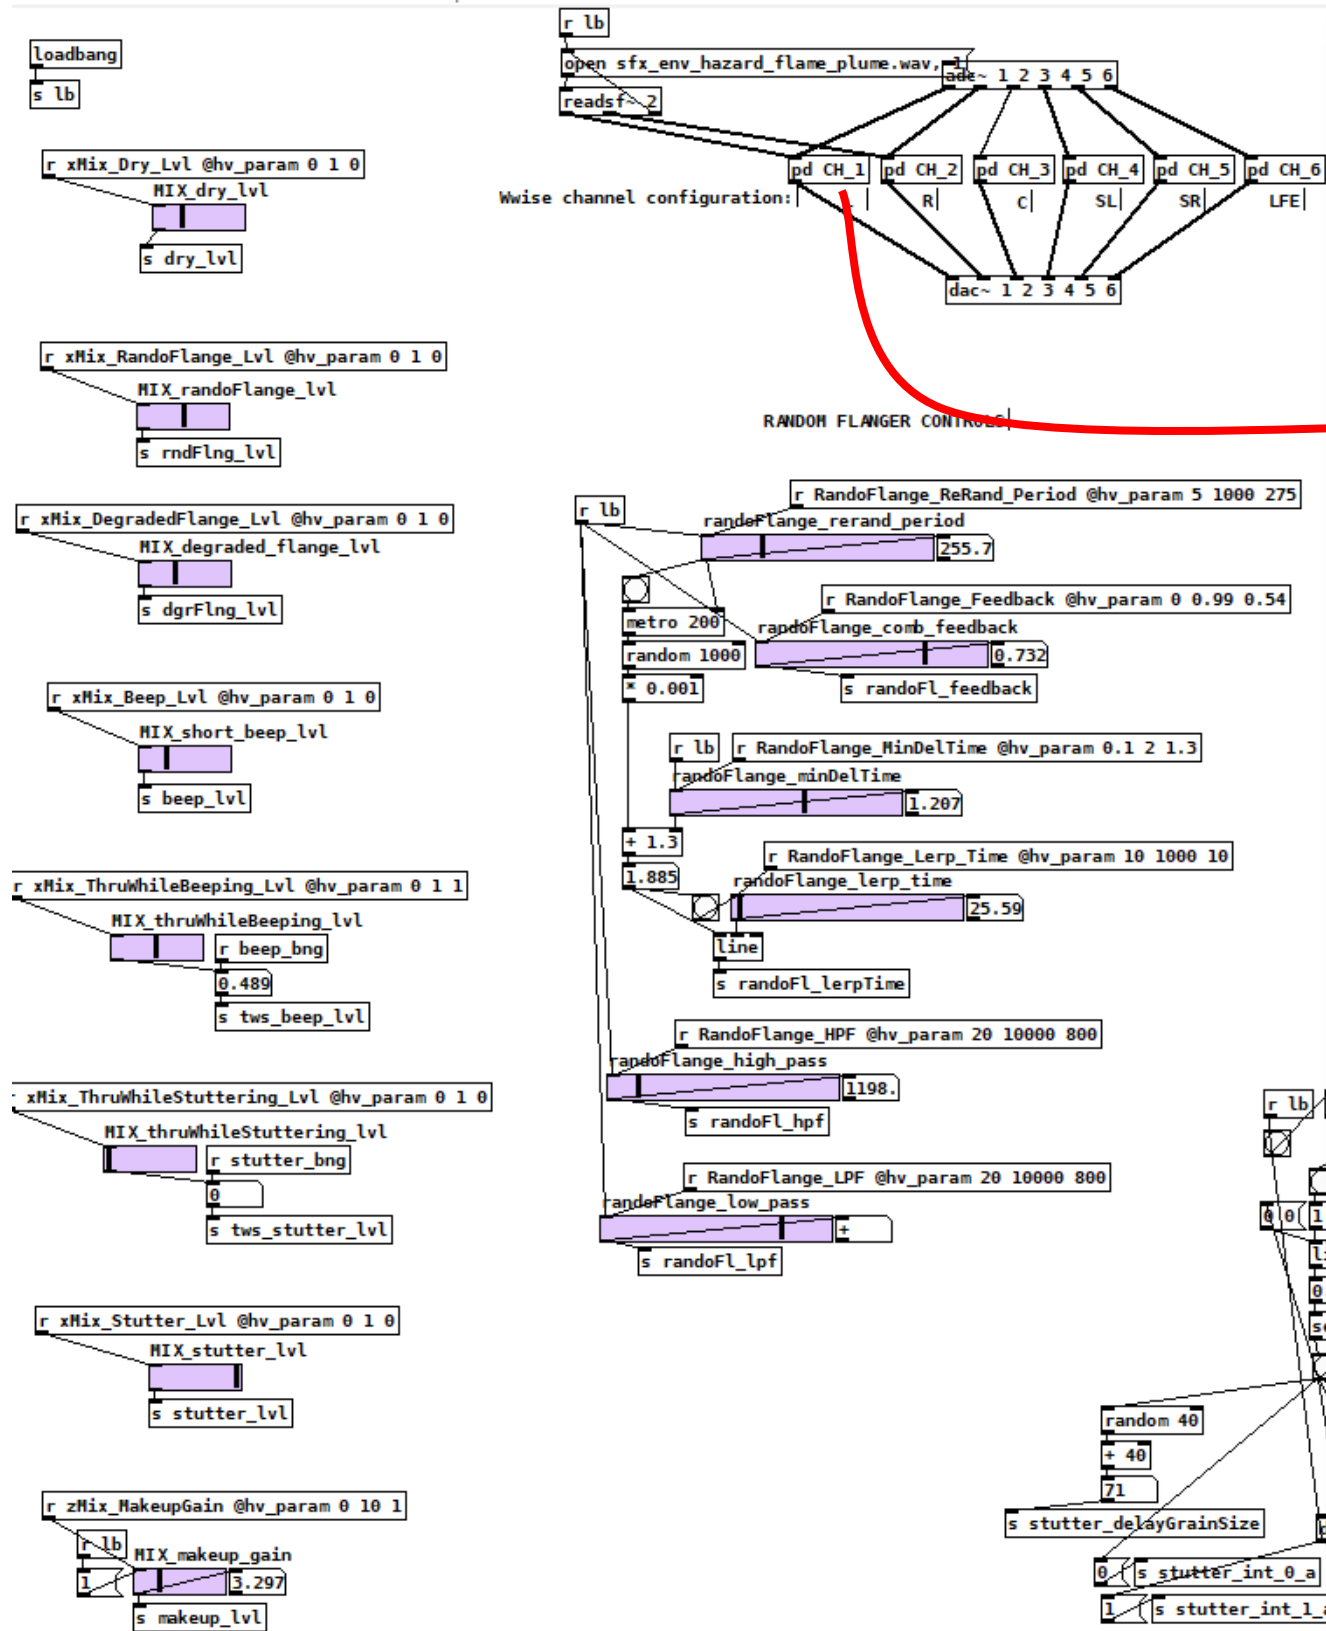 loadbang
s lb
r xMix_Dry_Lvl @hv_param 0 1 0
MIX_dry_lvl
s dry_lvl
r xMix_RandoFlange_Lvl @hv_param 0 1 0
MIX_randoFlange_lvl
s rndFlng_lvl
r xMix_DegradedFlange_Lvl @hv_param 0 1 0
MIX_degraded_flange_lvl
s dgrFlng_lvl
r xMix_Beep_Lvl @hv_param 0 1 0
MIX_short_beep_lvl
s beep_lvl
r xMix_ThruWhileBeeping_Lvl @hv_param 0 1 1
MIX_thruWhileBeeping_lvl
r beep_bng
0.489
s tws_beep_lvl
xMix_ThruWhileStuttering_Lvl @hv_param 0 1 0
MIX_thruWhileStuttering_lvl
r stutter_bng
0
s tws_stutter_lvl
r xMix_Stutter_Lvl @hv_param 0 1 0
MIX_stutter_lvl
s stutter_lvl
r zMix_MakeupGain @hv_param 0 10 1
r lb
MIX_makeup_gain
1
3.297
s makeup_lvl
r lb
open sfx_env_hazard_flame_plume.wav, 1
readsf~ 2
adc~ 1 2 3 4 5 6
pd CH_1
pd CH_2
pd CH_3
pd CH_4
pd CH_5
pd CH_6
Wwise channel configuration:
L
R
C
SL
SR
LFE
dac~ 1 2 3 4 5 6
RANDOM FLANGER CONTROLS
r lb
r RandoFlange_ReRand_Period @hv_param 5 1000 275
randoFlange_rerand_period
255.7
metro 200
random 1000
* 0.001
r RandoFlange_Feedback @hv_param 0 0.99 0.54
randoFlange_comb_feedback
0.732
s randoFl_feedback
r lb
r RandoFlange_MinDelTime @hv_param 0.1 2 1.3
randoFlange_minDelTime
1.207
+ 1.3
1.885
r RandoFlange_Lerp_Time @hv_param 10 1000 10
randoFlange_lerp_time
25.59
line
s randoFl_lerpTime
r RandoFlange_HPF @hv_param 20 10000 800
randoFlange_high_pass
1198.
s randoFl_hpf
r RandoFlange_LPF @hv_param 20 10000 800
randoFlange_low_pass
+
s randoFl_lpf
r lb
0 0
1
0
random 40
+ 40
71
s stutter_delayGrainSize
0
s stutter_int_0_a
1
s stutter_int_1_a